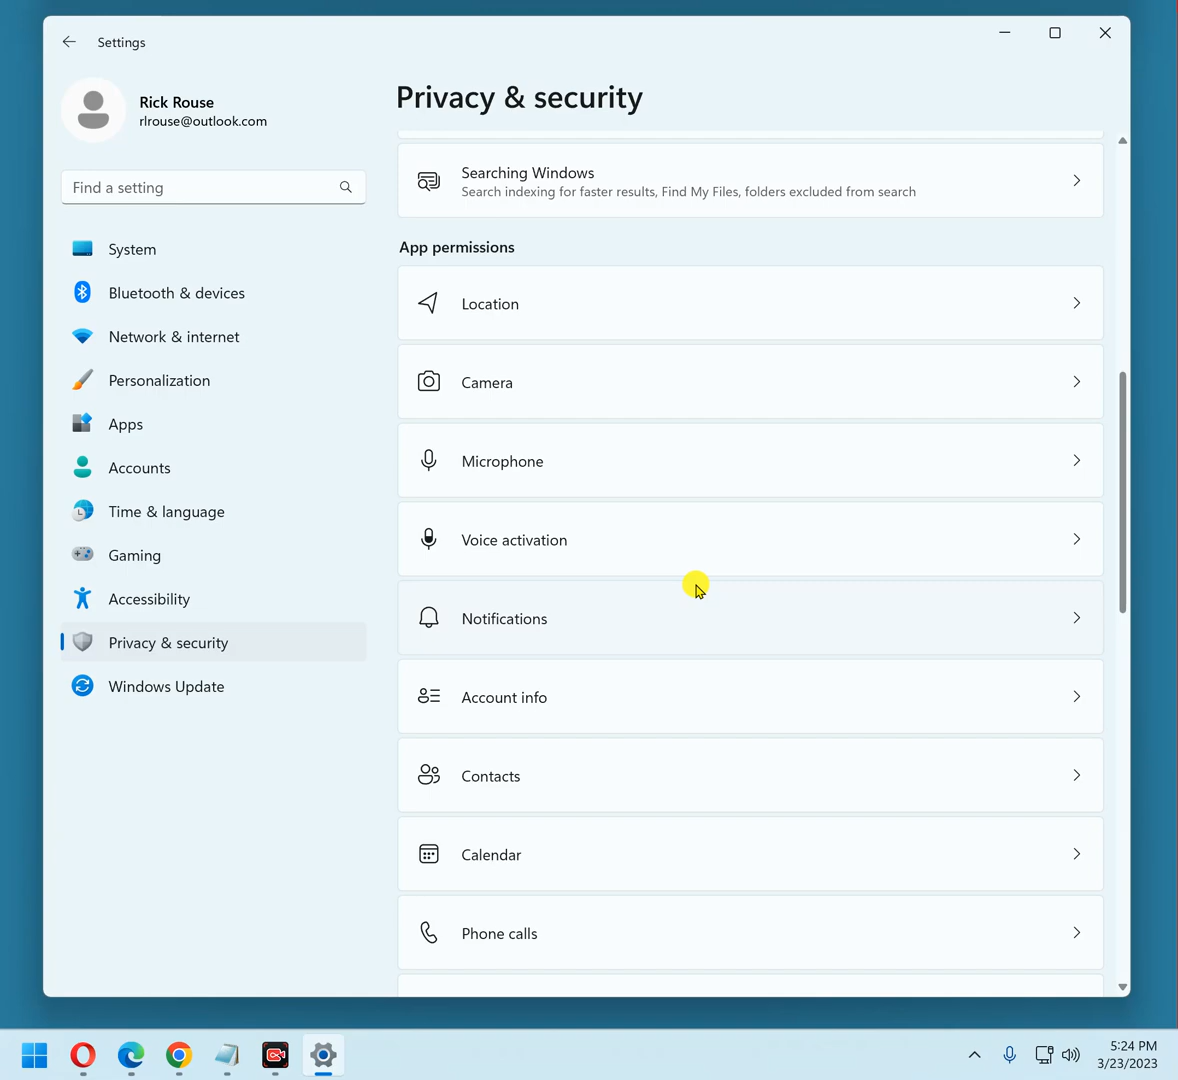 Settings
Rick Rouse
rlrouse@outlook.com
Find a setting
System
Bluetooth & devices
Network & internet
Personalization
Apps
Accounts
Time & language
Gaming
Accessibility
Privacy & security
Windows Update
Privacy & security
Searching Windows
Search indexing for faster results, Find My Files, folders excluded from search
App permissions
Location
Camera
Microphone
Voice activation
Notifications
Account info
Contacts
Calendar
Phone calls
5:24 PM
3/23/2023